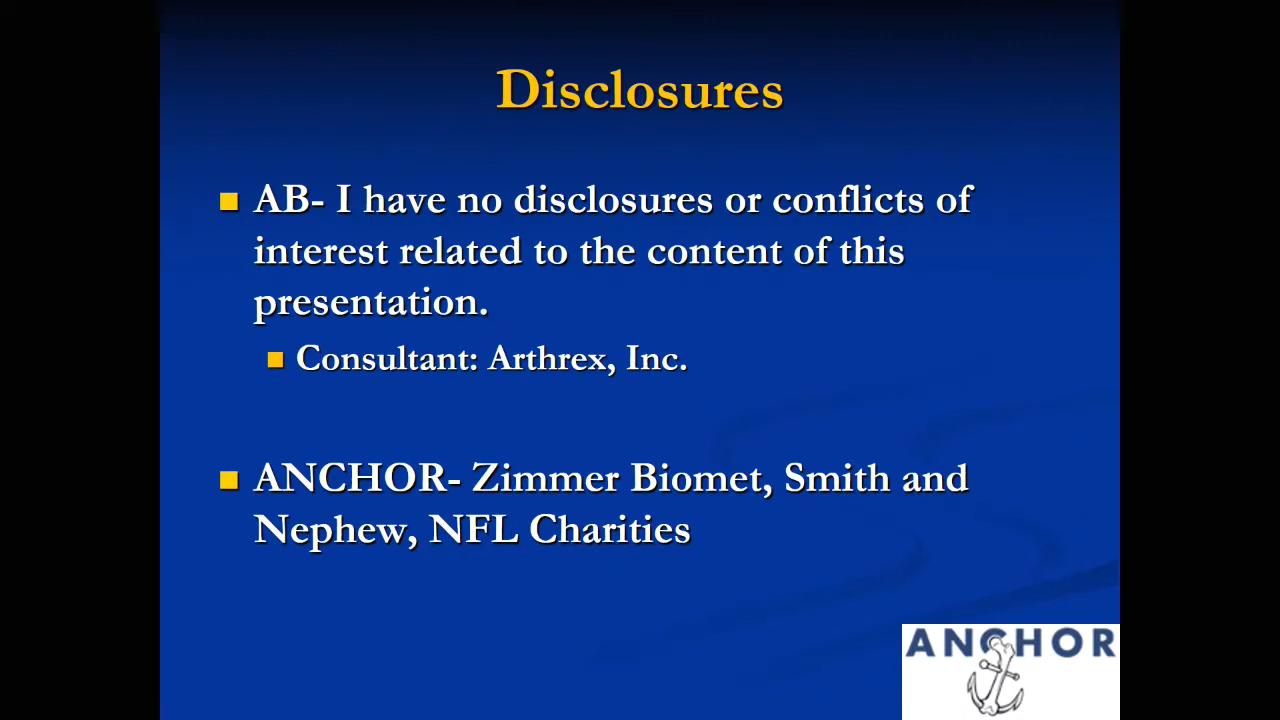 Disclosures
AB- I have no disclosures or conflicts of
interest related to the content of this
presentation.
Consultant: Arthrex, Inc.
ANCHOR- Zimmer Biomet, Smith and
Nephew, NFL Charities
ANCHOR